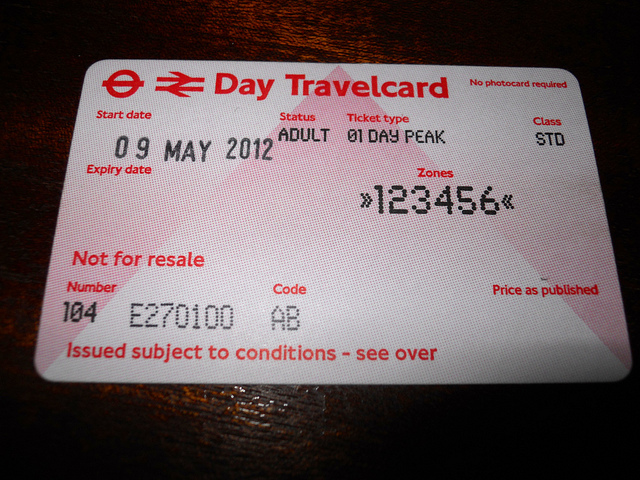 Day Travelcard No photocard required
Start date Status Ticket type Class
09 MAY 2012 ADULT 01 DAY PEAK STD
Expiry date Zones
»123456«
Not for resale
Number Code Price as published
104 E270100 AB
Issued subject to conditions - see over